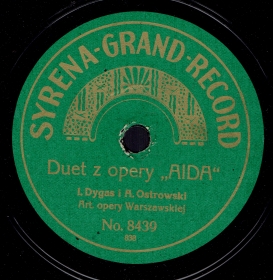 SYRENA-GRAND-RECORD
Duet z opery „AIDA"
I. Dygas i A. Ostrowski
Art. opery Warszawskiej
No. 8439